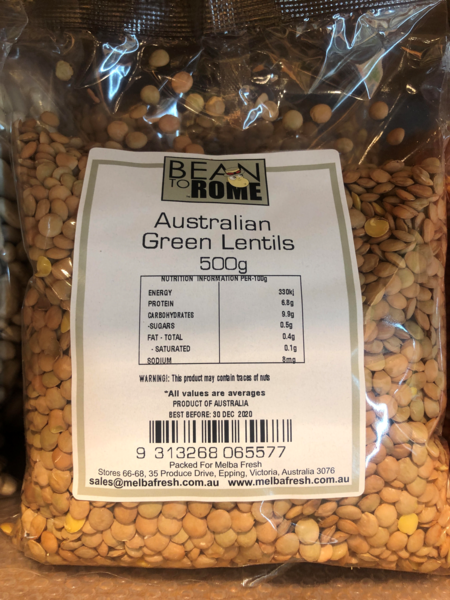 BEAN
TO ROME
Australian
Green Lentils
500g
NUTRITION INFORMATION PER-100g
ENERGY 330kj
PROTEIN 6.8g
CARBOHYDRATES 9.9g
-SUGARS 0.5g
FAT - TOTAL 0.4g
- SATURATED 0.1g
SODIUM 8mg
WARNING!: This product may contain traces of nuts
*All values are averages
PRODUCT OF AUSTRALIA
BEST BEFORE: 30 DEC 2020
9 313268 065577
Packed For Melba Fresh
Stores 66-68, 35 Produce Drive, Epping, Victoria, Australia 3076
sales@melbafresh.com.au www.melbafresh.com.au